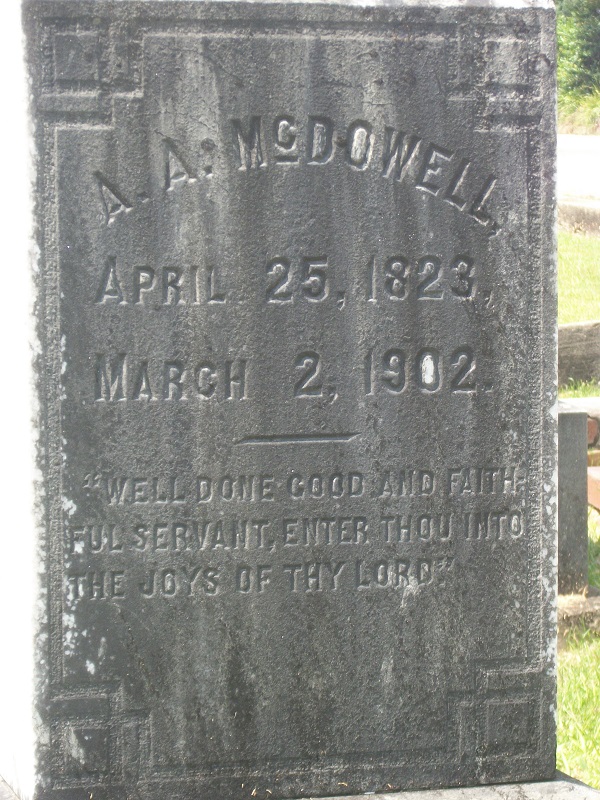 A. A. McDOWELL,
APRIL 25, 1823,
MARCH 2, 1902.
"WELL DONE GOOD AND FAITH-
FUL SERVANT, ENTER THOU INTO
THE JOYS OF THY LORD."